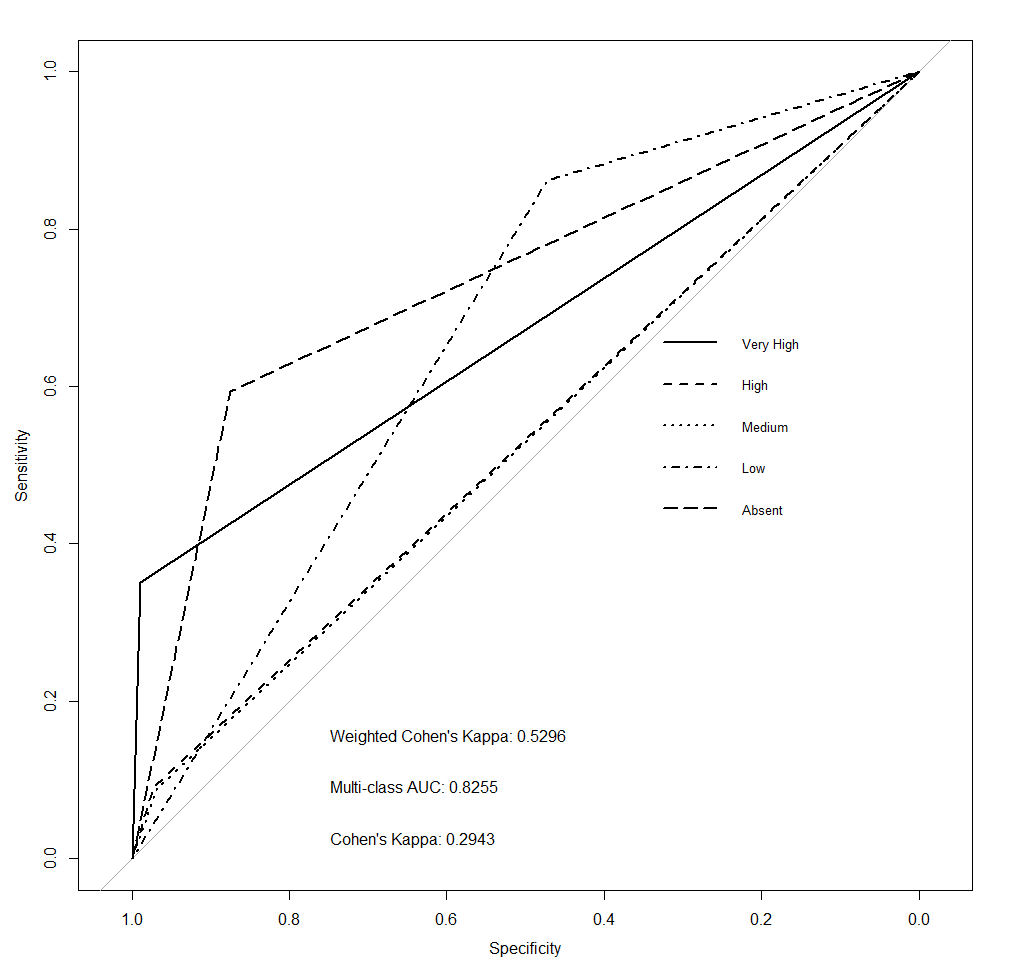 1.0
0.8
0.6
0.4
0.2
0.0
Sensitivity
Very High
High
Medium
Low
Absent
Weighted Cohen's Kappa: 0.5296
Multi-class AUC: 0.8255
Cohen's Kappa: 0.2943
1.0 0.8 0.6 0.4 0.2 0.0
Specificity